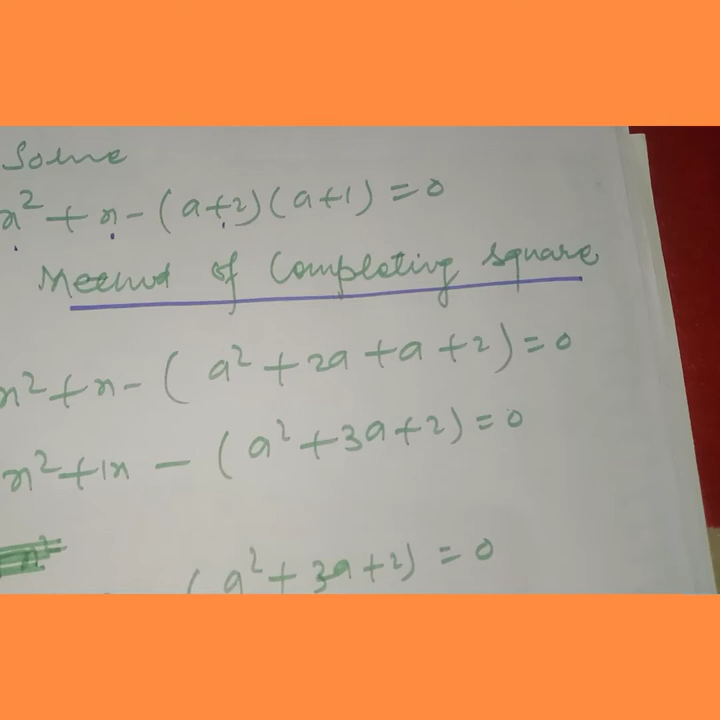 Solve
x² + x - (a+2)(a+1) = 0
Method of Completing square
x² + x - (a² + 2a + a + 2) = 0
x² + 1x - (a² + 3a + 2) = 0
(a² + 3a + 2) = 0